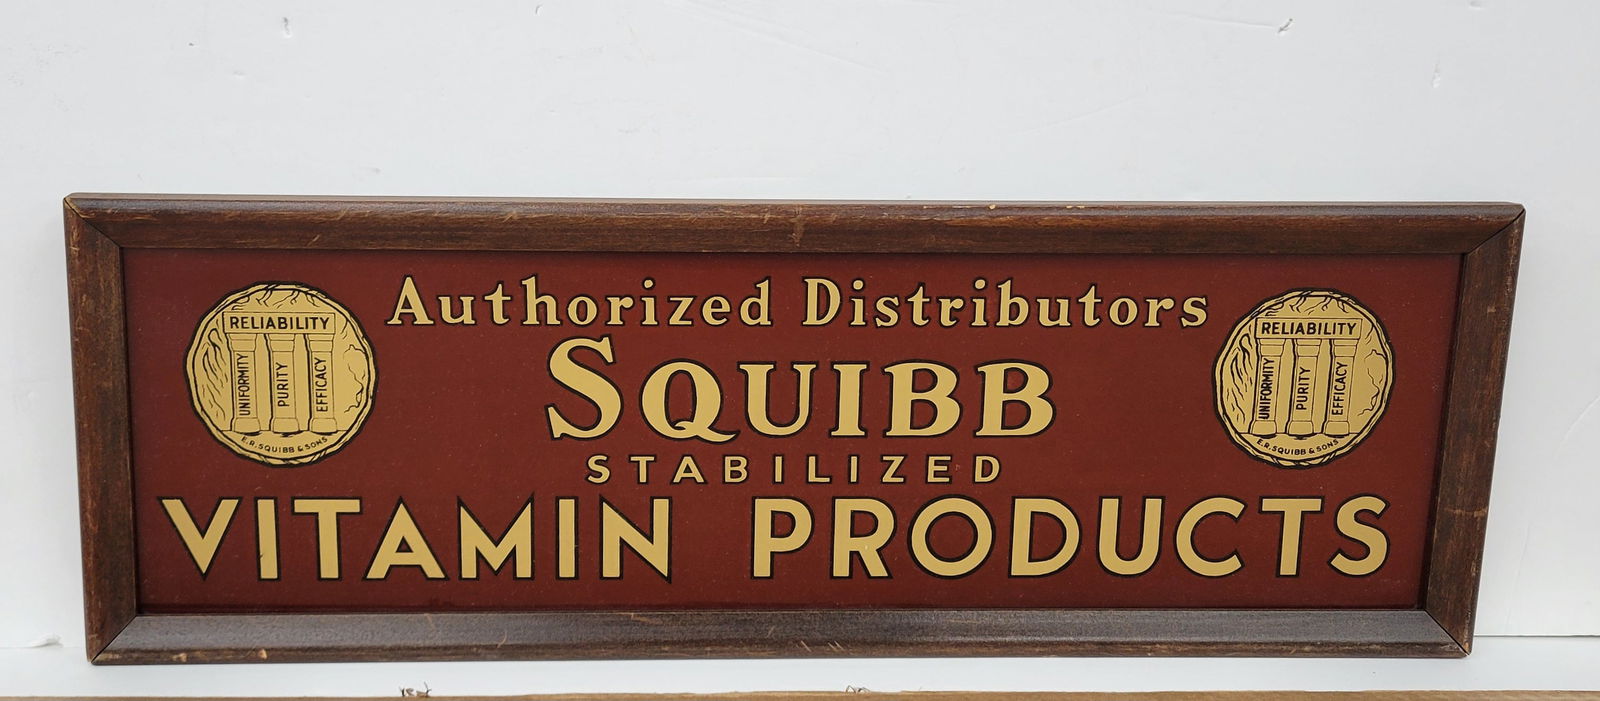 Authorized Distributors
SQUIBB
STABILIZED
VITAMIN PRODUCTS
RELIABILITY
UNIFORMITY
PURITY
EFFICACY
E.R. SQUIBB & SONS
RELIABILITY
UNIFORMITY
PURITY
EFFICACY
E.R. SQUIBB & SONS